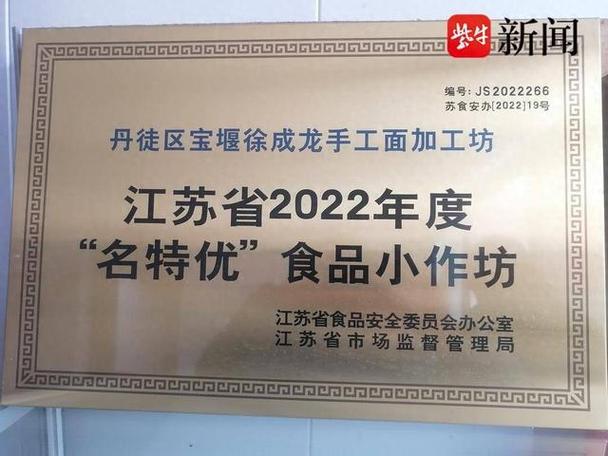 紫牛新闻
编号: JS2022266
苏食安办[2022]19号
丹徒区宝堰徐成龙手工面加工坊
江苏省2022年度
“名特优”食品小作坊
江苏省食品安全委员会办公室
江苏省市场监督管理局